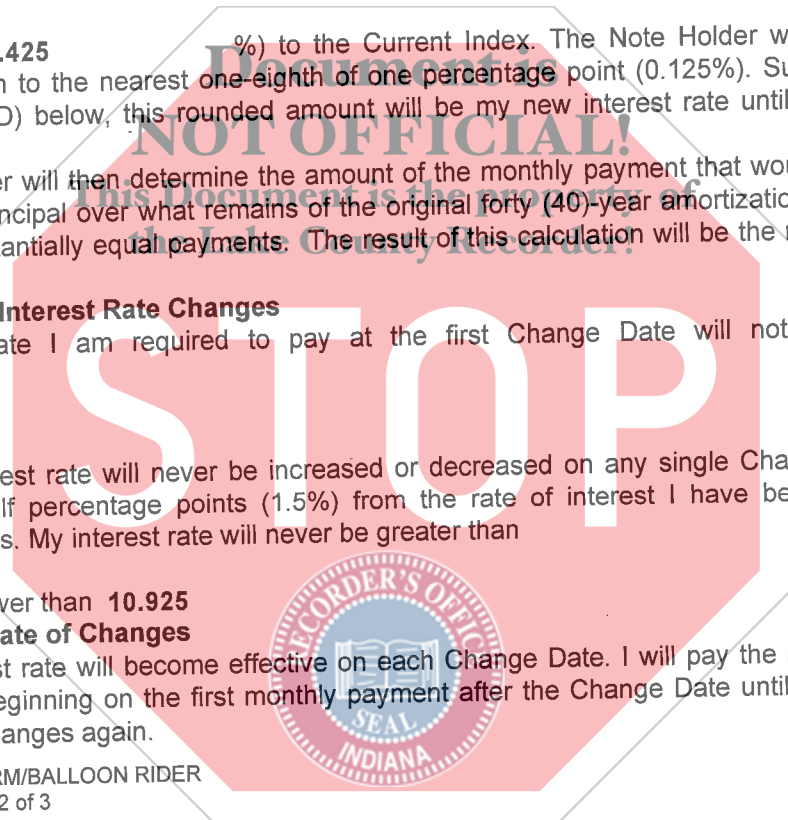 .425 %) to the Current Index. The Note Holder w
n to the nearest one-eighth of one percentage point (0.125%). Su
D) below, this rounded amount will be my new interest rate until
er will then determine the amount of the monthly payment that wou
ncipal over what remains of the original forty (40)-year amortizatio
antially equal payments. The result of this calculation will be the r
Interest Rate Changes
ate I am required to pay at the first Change Date will not
est rate will never be increased or decreased on any single Cha
lf percentage points (1.5%) from the rate of interest I have be
s. My interest rate will never be greater than
ver than 10.925
ate of Changes
st rate will become effective on each Change Date. I will pay the
eginning on the first monthly payment after the Change Date until
anges again.
RM/BALLOON RIDER
2 of 3
Document is
NOT OFFICIAL!
This Document is the property of
the Lake County Recorder!
STOP
RECORDER'S OFFICE
SEAL
INDIANA